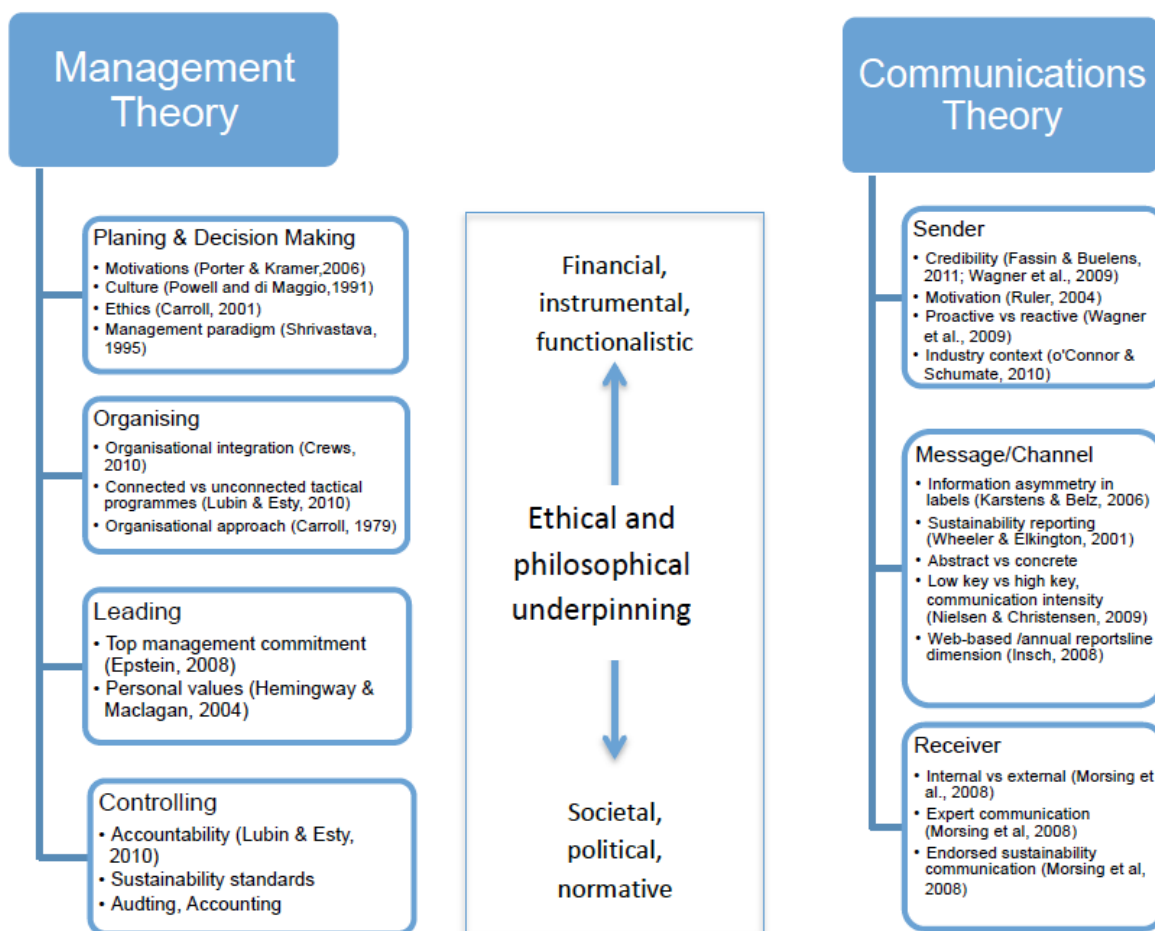 Management
Theory
Planing & Decision Making
• Motivations (Porter & Kramer,2006)
• Culture (Powell and di Maggio,1991)
• Ethics (Carroll, 2001)
• Management paradigm (Shrivastava,
1995)
Organising
• Organisational integration (Crews,
2010)
• Connected vs unconnected tactical
programmes (Lubin & Esty, 2010)
• Organisational approach (Carroll, 1979)
Leading
• Top management commitment
(Epstein, 2008)
• Personal values (Hemingway &
Maclagan, 2004)
Controlling
• Accountability (Lubin & Esty,
2010)
• Sustainability standards
• Audting, Accounting
Financial,
instrumental,
functionalistic
Ethical and
philosophical
underpinning
Societal,
political,
normative
Communications
Theory
Sender
• Credibility (Fassin & Buelens,
2011; Wagner et al., 2009)
• Motivation (Ruler, 2004)
• Proactive vs reactive (Wagner
et al., 2009)
• Industry context (o'Connor &
Schumate, 2010)
Message/Channel
• Information asymmetry in
labels (Karstens & Belz, 2006)
• Sustainability reporting
(Wheeler & Elkington, 2001)
• Abstract vs concrete
• Low key vs high key,
communication intensity
(Nielsen & Christensen, 2009)
• Web-based /annual reportsline
dimension (Insch, 2008)
Receiver
• Internal vs external (Morsing et
al., 2008)
• Expert communication
(Morsing et al, 2008)
• Endorsed sustainability
communication (Morsing et al,
2008)